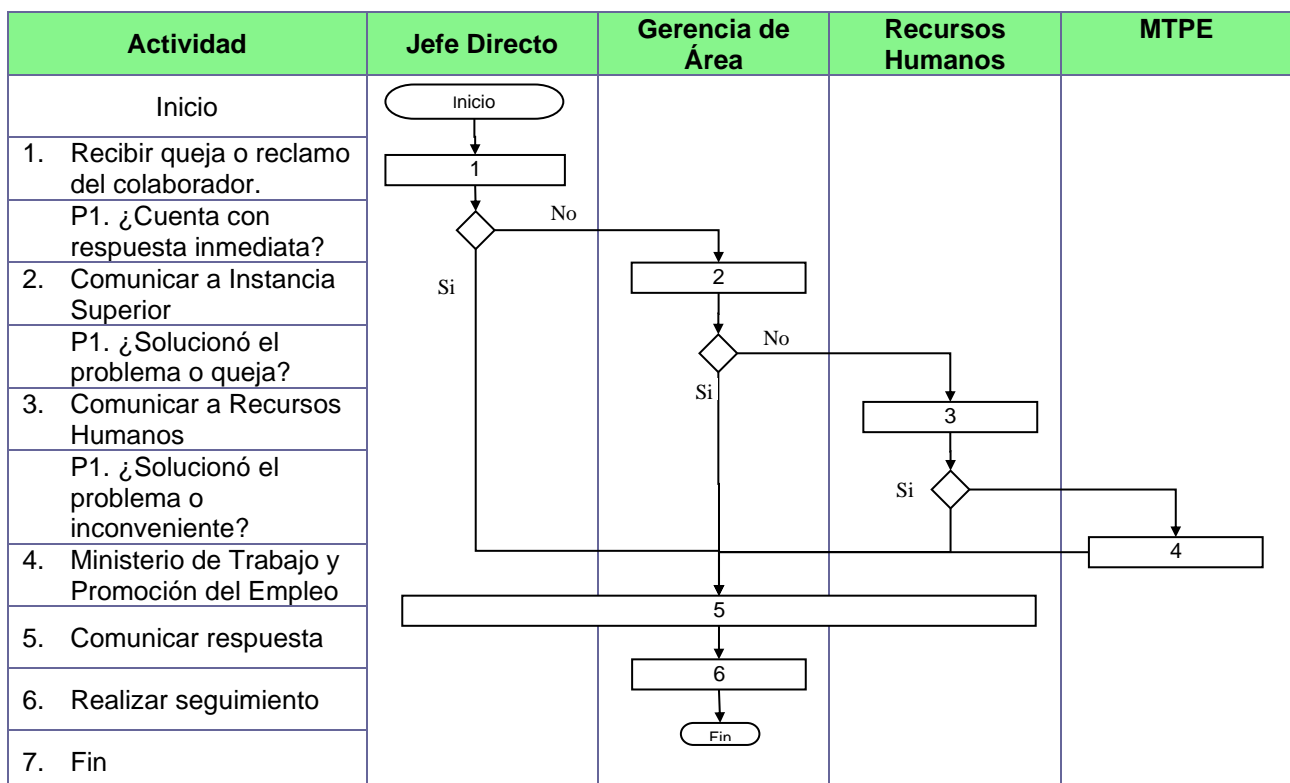 Actividad
Jefe Directo
Gerencia de
Área
Recursos
Humanos
MTPE
Inicio
Inicio
1. Recibir queja o reclamo
del colaborador.
1
P1. ¿Cuenta con
respuesta inmediata?
No
Si
2. Comunicar a Instancia
Superior
2
P1. ¿Solucionó el
problema o queja?
No
Si
3. Comunicar a Recursos
Humanos
3
P1. ¿Solucionó el
problema o
inconveniente?
Si
4. Ministerio de Trabajo y
Promoción del Empleo
4
5. Comunicar respuesta
5
6. Realizar seguimiento
6
7. Fin
Fin